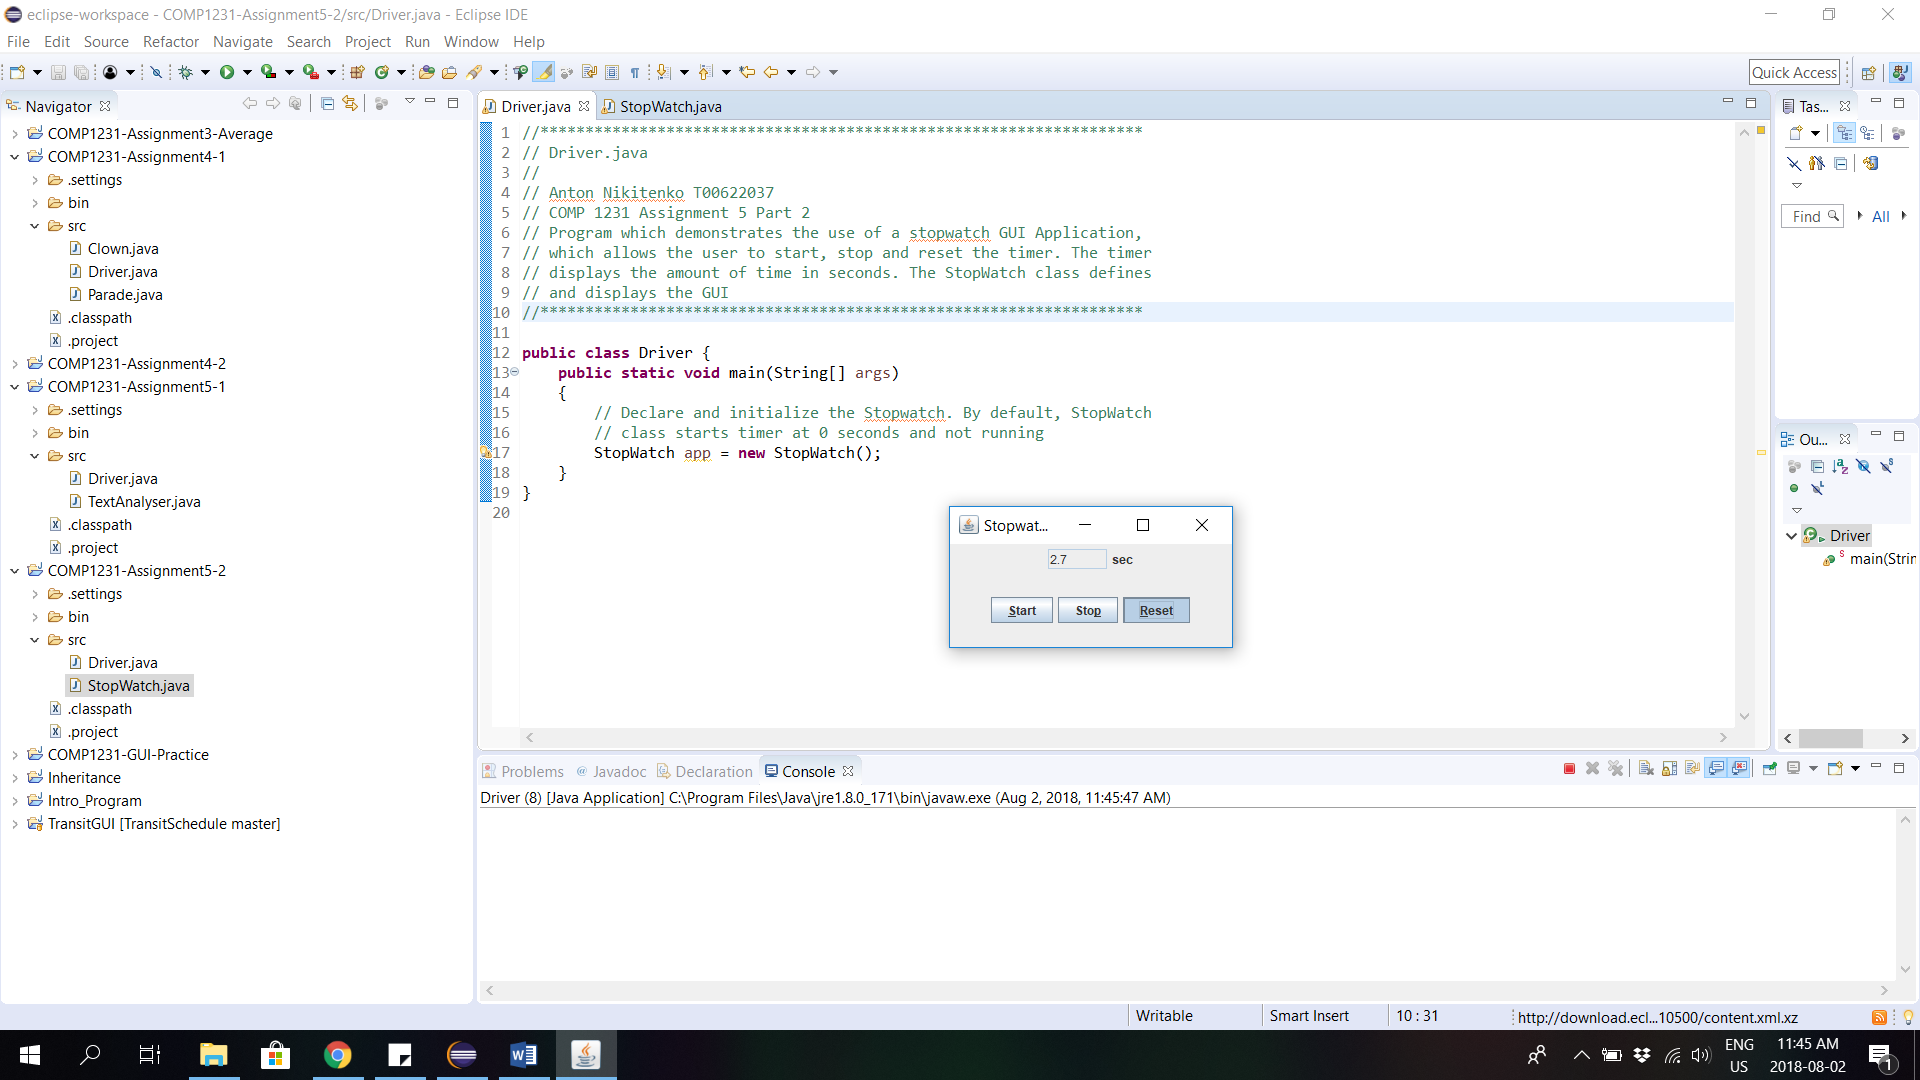 eclipse-workspace - COMP1231-Assignment5-2/src/Driver.java - Eclipse IDE
File Edit Source Refactor Navigate Search Project Run Window Help
Quick Access
Navigator
COMP1231-Assignment3-Average
COMP1231-Assignment4-1
.settings
bin
src
Clown.java
Driver.java
Parade.java
.classpath
.project
COMP1231-Assignment4-2
COMP1231-Assignment5-1
.settings
bin
src
Driver.java
TextAnalyser.java
.classpath
.project
COMP1231-Assignment5-2
.settings
bin
src
Driver.java
StopWatch.java
.classpath
.project
COMP1231-GUI-Practice
Inheritance
Intro_Program
TransitGUI [TransitSchedule master]
Driver.java StopWatch.java
1 //*******************************************************************
2 // Driver.java
3 //
4 // Anton Nikitenko T00622037
5 // COMP 1231 Assignment 5 Part 2
6 // Program which demonstrates the use of a stopwatch GUI Application,
7 // which allows the user to start, stop and reset the timer. The timer
8 // displays the amount of time in seconds. The StopWatch class defines
9 // and displays the GUI
10 //*******************************************************************
11
12 public class Driver {
13 public static void main(String[] args)
14 {
15 // Declare and initialize the Stopwatch. By default, StopWatch
16 // class starts timer at 0 seconds and not running
17 StopWatch app = new StopWatch();
18 }
19 }
20
Stopwat...
2.7 sec
Start Stop Reset
Tas...
Find All
Ou...
Driver
main(Strin
Problems @ Javadoc Declaration Console
Driver (8) [Java Application] C:\Program Files\Java\jre1.8.0_171\bin\javaw.exe (Aug 2, 2018, 11:45:47 AM)
Writable Smart Insert 10 : 31 http://download.ecl...10500/content.xml.xz
ENG
US
11:45 AM
2018-08-02
1